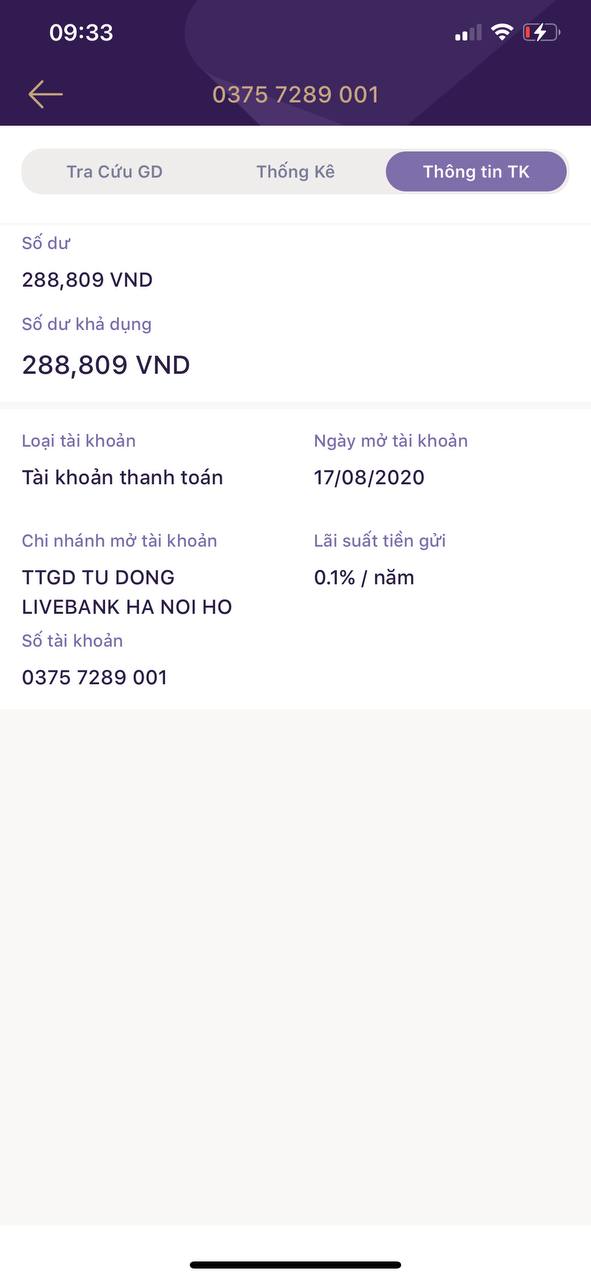 09:33
0375 7289 001
Tra Cứu GD
Thống Kê
Thông tin TK
Số dư
288,809 VND
Số dư khả dụng
288,809 VND
Loại tài khoản
Tài khoản thanh toán
Ngày mở tài khoản
17/08/2020
Chi nhánh mở tài khoản
TTGD TU DONG
LIVEBANK HA NOI HO
Lãi suất tiền gửi
0.1% / năm
Số tài khoản
0375 7289 001